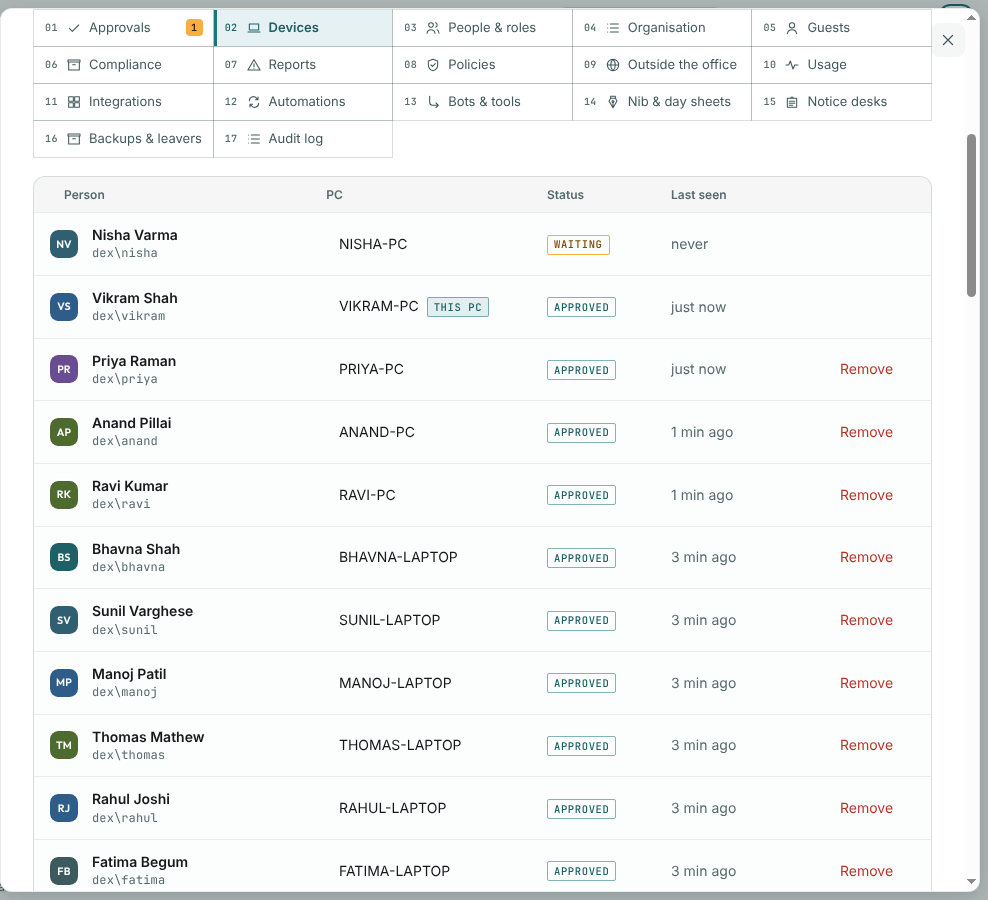 01 Approvals 1 02 Devices 03 People & roles 04 Organisation 05 Guests
06 Compliance 07 Reports 08 Policies 09 Outside the office 10 Usage
11 Integrations 12 Automations 13 Bots & tools 14 Nib & day sheets 15 Notice desks
16 Backups & leavers 17 Audit log
Person PC Status Last seen
NV Nisha Varma NISHA-PC WAITING never
dex\nisha
VS Vikram Shah VIKRAM-PC THIS PC APPROVED just now
dex\vikram
PR Priya Raman PRIYA-PC APPROVED just now Remove
dex\priya
AP Anand Pillai ANAND-PC APPROVED 1 min ago Remove
dex\anand
RK Ravi Kumar RAVI-PC APPROVED 1 min ago Remove
dex\ravi
BS Bhavna Shah BHAVNA-LAPTOP APPROVED 3 min ago Remove
dex\bhavna
SV Sunil Varghese SUNIL-LAPTOP APPROVED 3 min ago Remove
dex\sunil
MP Manoj Patil MANOJ-LAPTOP APPROVED 3 min ago Remove
dex\manoj
TM Thomas Mathew THOMAS-LAPTOP APPROVED 3 min ago Remove
dex\thomas
RJ Rahul Joshi RAHUL-LAPTOP APPROVED 3 min ago Remove
dex\rahul
FB Fatima Begum FATIMA-LAPTOP APPROVED 3 min ago Remove
dex\fatima